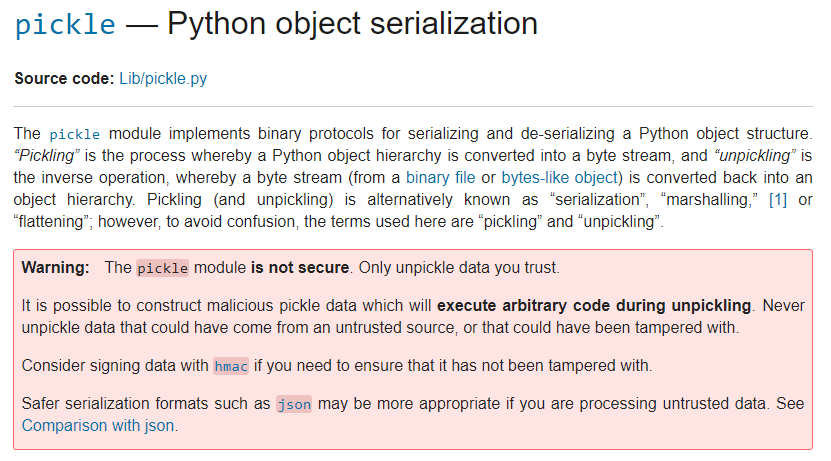 pickle — Python object serialization
Source code: Lib/pickle.py
The pickle module implements binary protocols for serializing and de-serializing a Python object structure.
“Pickling” is the process whereby a Python object hierarchy is converted into a byte stream, and “unpickling” is
the inverse operation, whereby a byte stream (from a binary file or bytes-like object) is converted back into an
object hierarchy. Pickling (and unpickling) is alternatively known as “serialization”, “marshalling,” [1] or
“flattening”; however, to avoid confusion, the terms used here are “pickling” and “unpickling”.
Warning: The pickle module is not secure. Only unpickle data you trust.
It is possible to construct malicious pickle data which will execute arbitrary code during unpickling. Never
unpickle data that could have come from an untrusted source, or that could have been tampered with.
Consider signing data with hmac if you need to ensure that it has not been tampered with.
Safer serialization formats such as json may be more appropriate if you are processing untrusted data. See
Comparison with json.